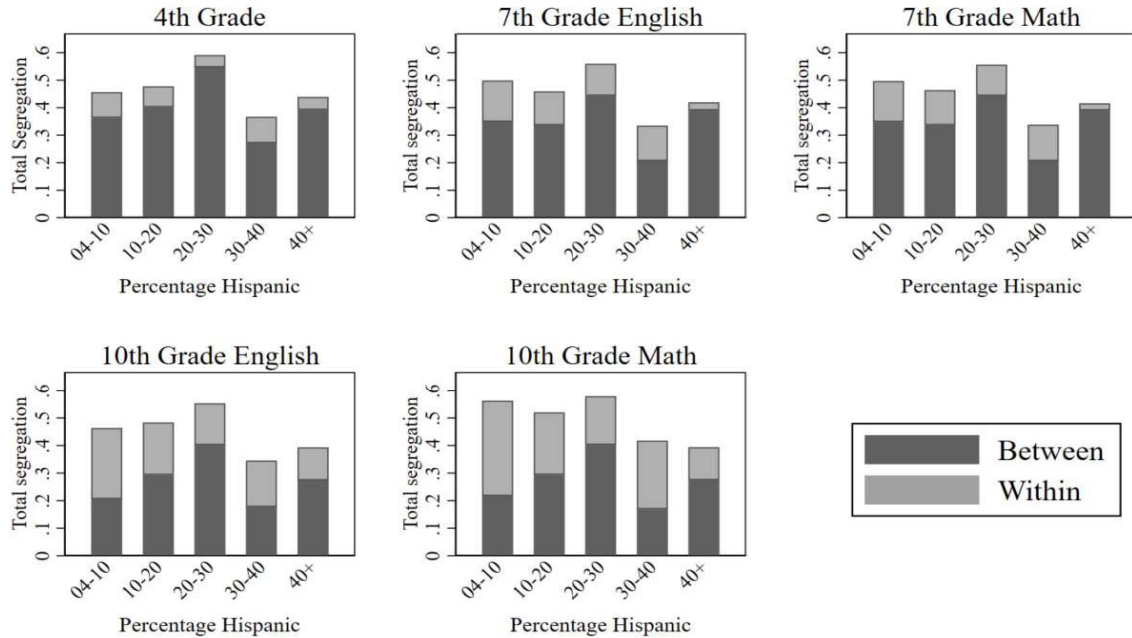 4th Grade
Total Segregation
0 .1 .2 .3 .4 .5 .6
04-10 10-20 20-30 30-40 40+
Percentage Hispanic
7th Grade English
Total segregation
0 .1 .2 .3 .4 .5 .6
04-10 10-20 20-30 30-40 40+
Percentage Hispanic
7th Grade Math
Total segregation
0 .1 .2 .3 .4 .5 .6
04-10 10-20 20-30 30-40 40+
Percentage Hispanic
10th Grade English
Total segregation
0 .1 .2 .3 .4 .5 .6
04-10 10-20 20-30 30-40 40+
Percentage Hispanic
10th Grade Math
Total segregation
0 .1 .2 .3 .4 .5 .6
04-10 10-20 20-30 30-40 40+
Percentage Hispanic
Between
Within